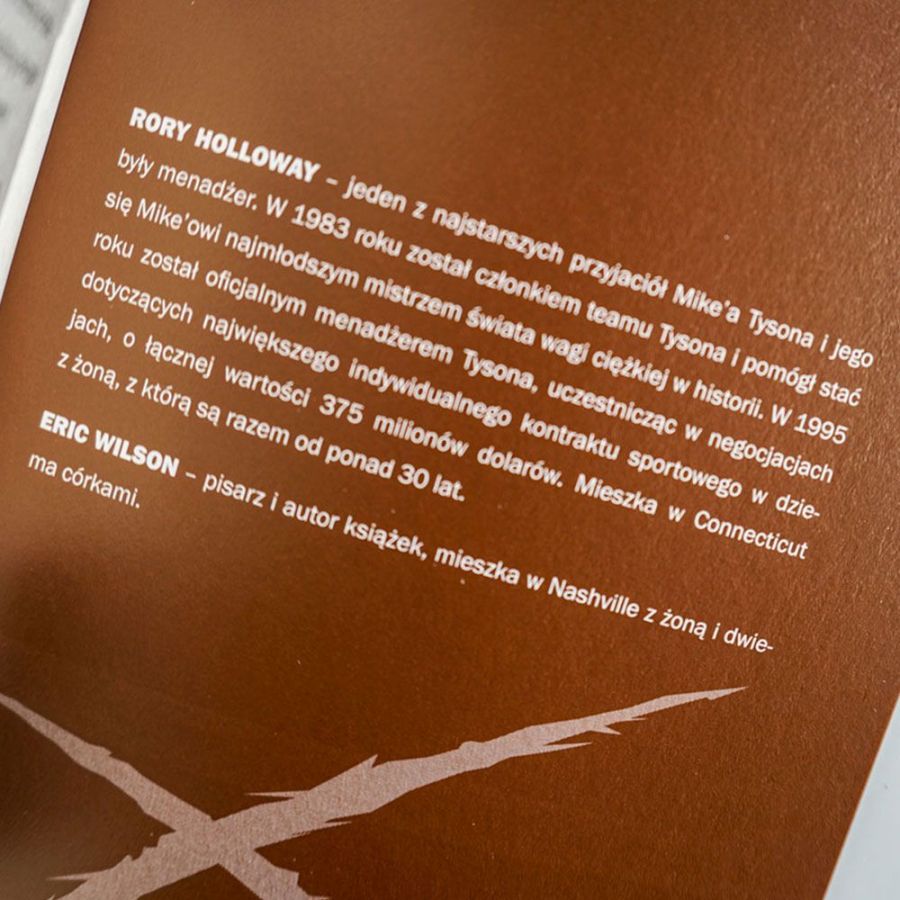 RORY HOLLOWAY – jeden z najstarszych przyjaciół Mike'a Tysona i jego
były menadżer. W 1983 roku został członkiem teamu Tysona i pomógł stać
się Mike'owi najmłodszym mistrzem świata wagi ciężkiej w historii. W 1995
roku został oficjalnym menadżerem Tysona, uczestnicząc w negocjacjach
dotyczących największego indywidualnego kontraktu sportowego w dzie-
jach, o łącznej wartości 375 milionów dolarów. Mieszka w Connecticut
z żoną, z którą są razem od ponad 30 lat.
ERIC WILSON – pisarz i autor książek, mieszka w Nashville z żoną i dwie-
ma córkami.